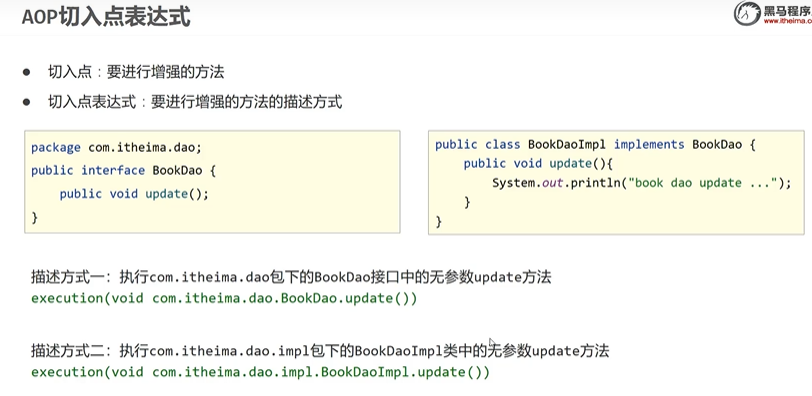 AOP切入点表达式
黑马程序
www.itheima.c
● 切入点：要进行增强的方法
● 切入点表达式：要进行增强的方法的描述方式
package com.itheima.dao;
public interface BookDao {
public void update();
}
public class BookDaoImpl implements BookDao {
public void update(){
System.out.println("book dao update ...");
}
}
描述方式一：执行com.itheima.dao包下的BookDao接口中的无参数update方法
execution(void com.itheima.dao.BookDao.update())
描述方式二：执行com.itheima.dao.impl包下的BookDaoImpl类中的无参数update方法
execution(void com.itheima.dao.impl.BookDaoImpl.update())